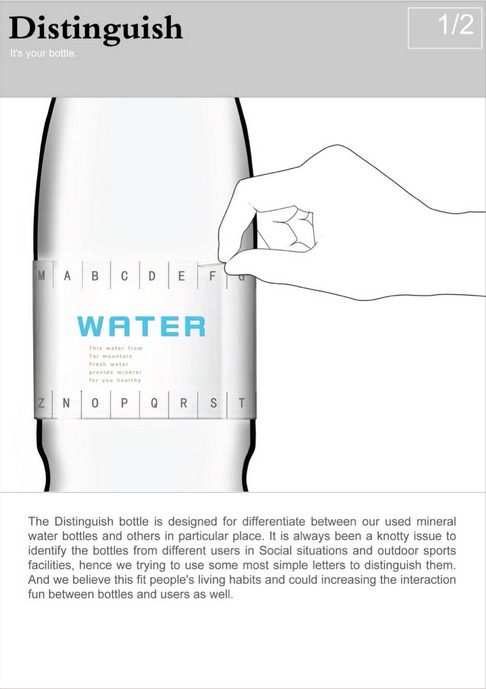 Distinguish
1/2
It's your bottle.
M A B C D E F G
WATER
This water from
Tai mountain
Fresh water
provide mineral
for you healthy
Z N O P Q R S T
The Distinguish bottle is designed for differentiate between our used mineral
water bottles and others in particular place. It is always been a knotty issue to
identify the bottles from different users in Social situations and outdoor sports
facilities, hence we trying to use some most simple letters to distinguish them.
And we believe this fit people's living habits and could increasing the interaction
fun between bottles and users as well.